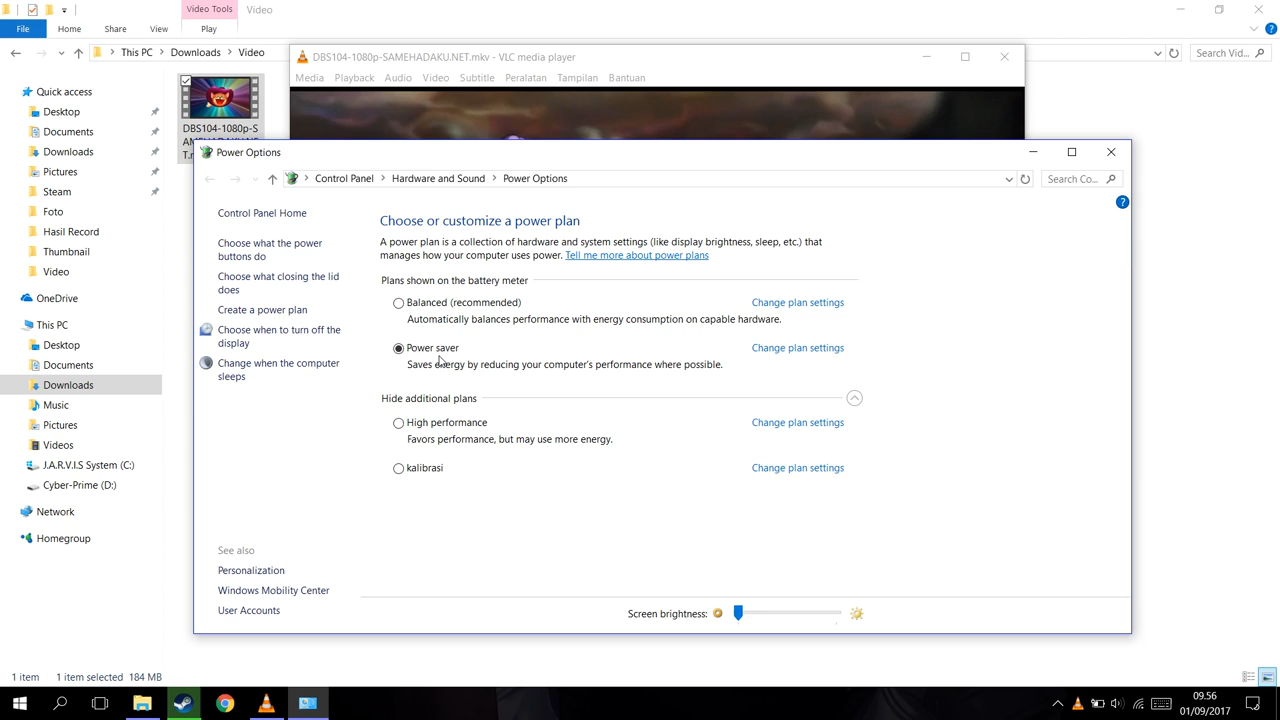 Video Tools
Video
File
Home
Share
View
Play
This PC
Downloads
Video
Search Vid...
DBS104-1080p-SAMEHADAKU.NET.mkv - VLC media player
Media
Playback
Audio
Video
Subtitle
Peralatan
Tampilan
Bantuan
DBS104-1080p-S
Quick access
Desktop
Documents
Downloads
Pictures
Steam
Foto
Hasil Record
Thumbnail
Video
OneDrive
This PC
Desktop
Documents
Downloads
Music
Pictures
Videos
J.A.R.V.I.S System (C:)
Cyber-Prime (D:)
Network
Homegroup
Power Options
Control Panel
Hardware and Sound
Power Options
Search Co...
Control Panel Home
Choose what the power
buttons do
Choose what closing the lid
does
Create a power plan
Choose when to turn off the
display
Change when the computer
sleeps
See also
Personalization
Windows Mobility Center
User Accounts
Choose or customize a power plan
A power plan is a collection of hardware and system settings (like display brightness, sleep, etc.) that
manages how your computer uses power. Tell me more about power plans
Plans shown on the battery meter
Balanced (recommended)
Change plan settings
Automatically balances performance with energy consumption on capable hardware.
Power saver
Change plan settings
Saves energy by reducing your computer's performance where possible.
Hide additional plans
High performance
Change plan settings
Favors performance, but may use more energy.
kalibrasi
Change plan settings
Screen brightness:
1 item
1 item selected 184 MB
09.56
01/09/2017